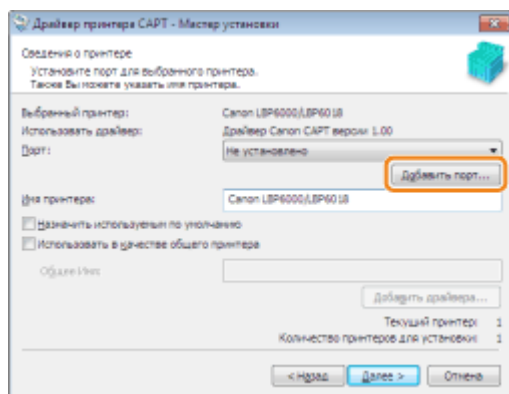 Драйвер принтера CAPT - Мастер установки
Сведения о принтере
Установите порт для выбранного принтера.
Также Вы можете указать имя принтера.
Выбранный принтер: Canon LBP6000/LBP6018
Использовать драйвер: Драйвер Canon CAPT версии 1.00
Порт: Не установлено
Добавить порт...
Имя принтера: Canon LBP6000/LBP6018
Назначить используемым по умолчанию
Использовать в качестве общего принтера
Общее Имя:
Добавить драйвера...
Текущий принтер: 1
Количество принтеров для установки: 1
< Назад Далее > Отмена